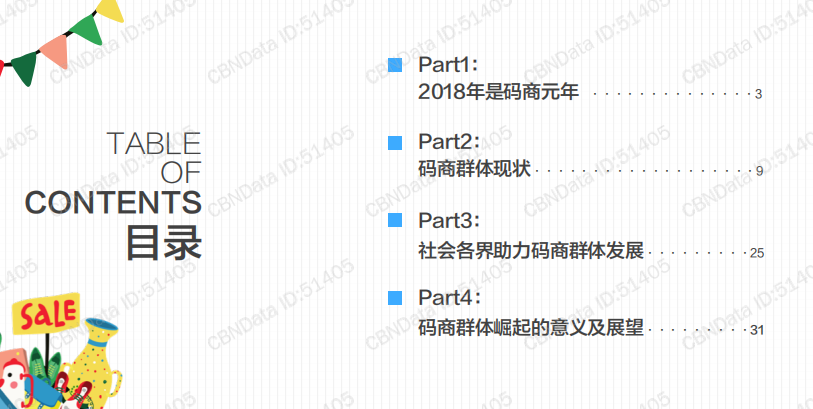 TABLE
OF
CONTENTS
目录
SALE
Part1：
2018年是码商元年 3
Part2：
码商群体现状 9
Part3：
社会各界助力码商群体发展 25
Part4：
码商群体崛起的意义及展望 31
CBNData ID:51405